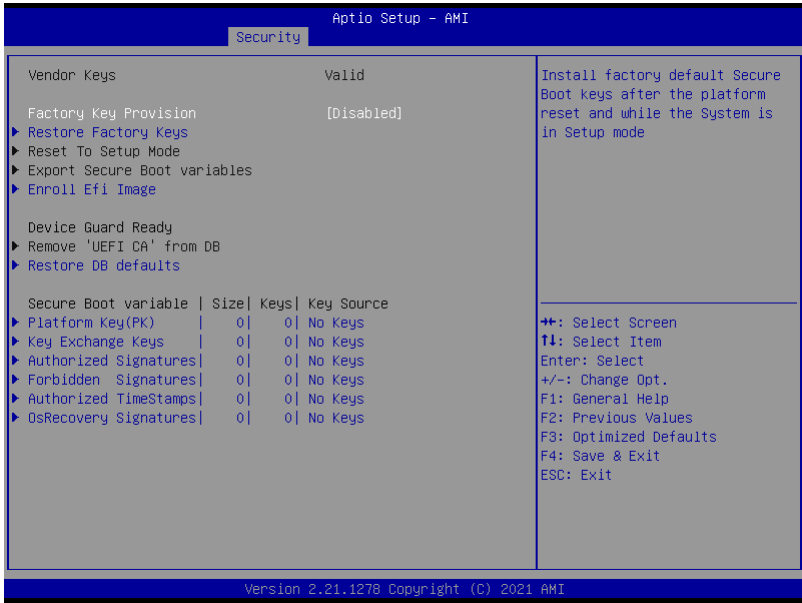 Aptio Setup – AMI
Security
Vendor Keys Valid
Factory Key Provision [Disabled]
Restore Factory Keys
Reset To Setup Mode
Export Secure Boot variables
Enroll Efi Image
Device Guard Ready
Remove 'UEFI CA' from DB
Restore DB defaults
Secure Boot variable | Size| Keys| Key Source
Platform Key(PK) | 0| 0| No Keys
Key Exchange Keys | 0| 0| No Keys
Authorized Signatures| 0| 0| No Keys
Forbidden Signatures| 0| 0| No Keys
Authorized TimeStamps| 0| 0| No Keys
OsRecovery Signatures| 0| 0| No Keys
Install factory default Secure
Boot keys after the platform
reset and while the System is
in Setup mode
→←: Select Screen
↑↓: Select Item
Enter: Select
+/-: Change Opt.
F1: General Help
F2: Previous Values
F3: Optimized Defaults
F4: Save & Exit
ESC: Exit
Version 2.21.1278 Copyright (C) 2021 AMI